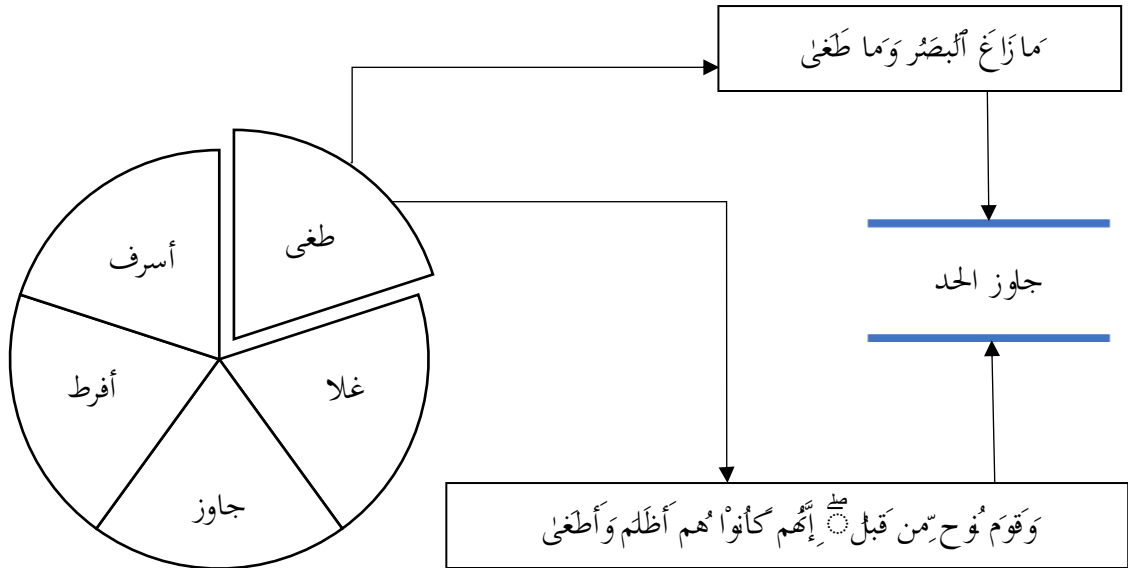 مَا زَاغَ ٱلْبَصَرُ وَمَا طَغَىٰ
طغى
أسرف
جاوز الحد
غلا
أفرط
جاوز
وَقَوْمَ نُوحٍ مِّن قَبْلُ ۖ إِنَّهُمْ كَانُوا۟ هُمْ أَظْلَمَ وَأَطْغَىٰ